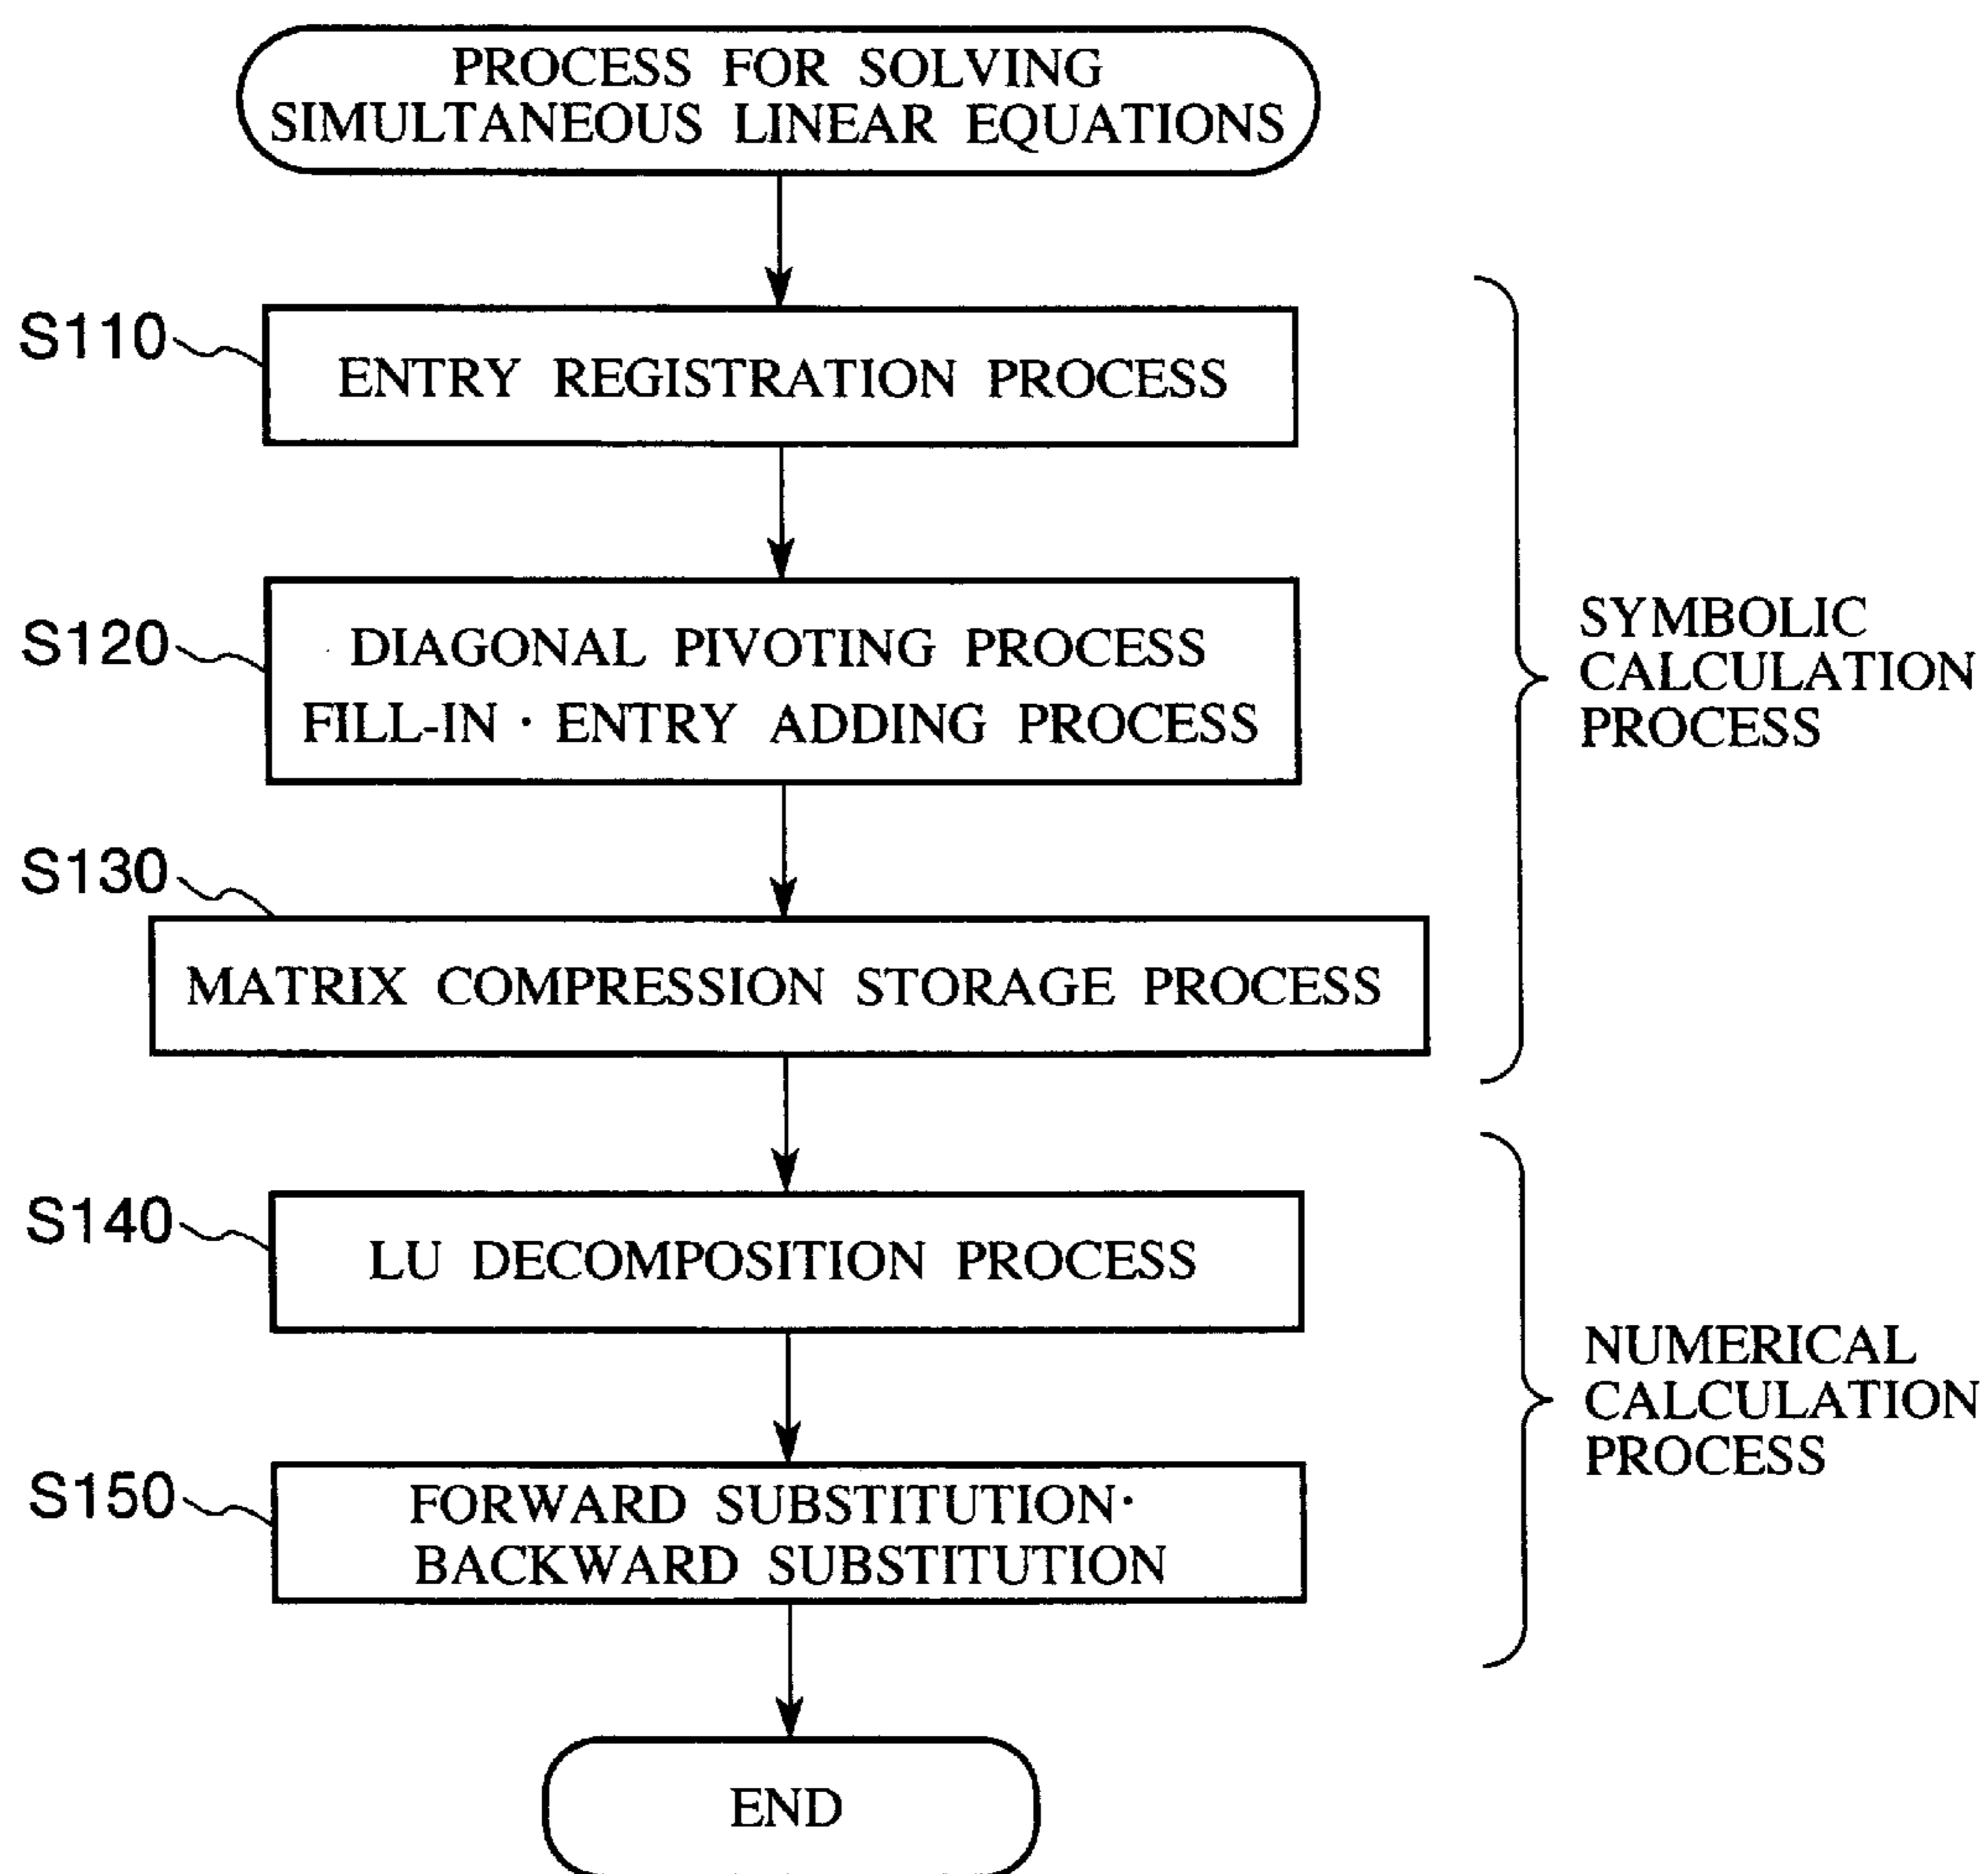 PROCESS FOR SOLVING
SIMULTANEOUS LINEAR EQUATIONS
S110
ENTRY REGISTRATION PROCESS
S120
DIAGONAL PIVOTING PROCESS
FILL-IN · ENTRY ADDING PROCESS
SYMBOLIC
CALCULATION
PROCESS
S130
MATRIX COMPRESSION STORAGE PROCESS
S140
LU DECOMPOSITION PROCESS
NUMERICAL
CALCULATION
PROCESS
S150
FORWARD SUBSTITUTION·
BACKWARD SUBSTITUTION
END